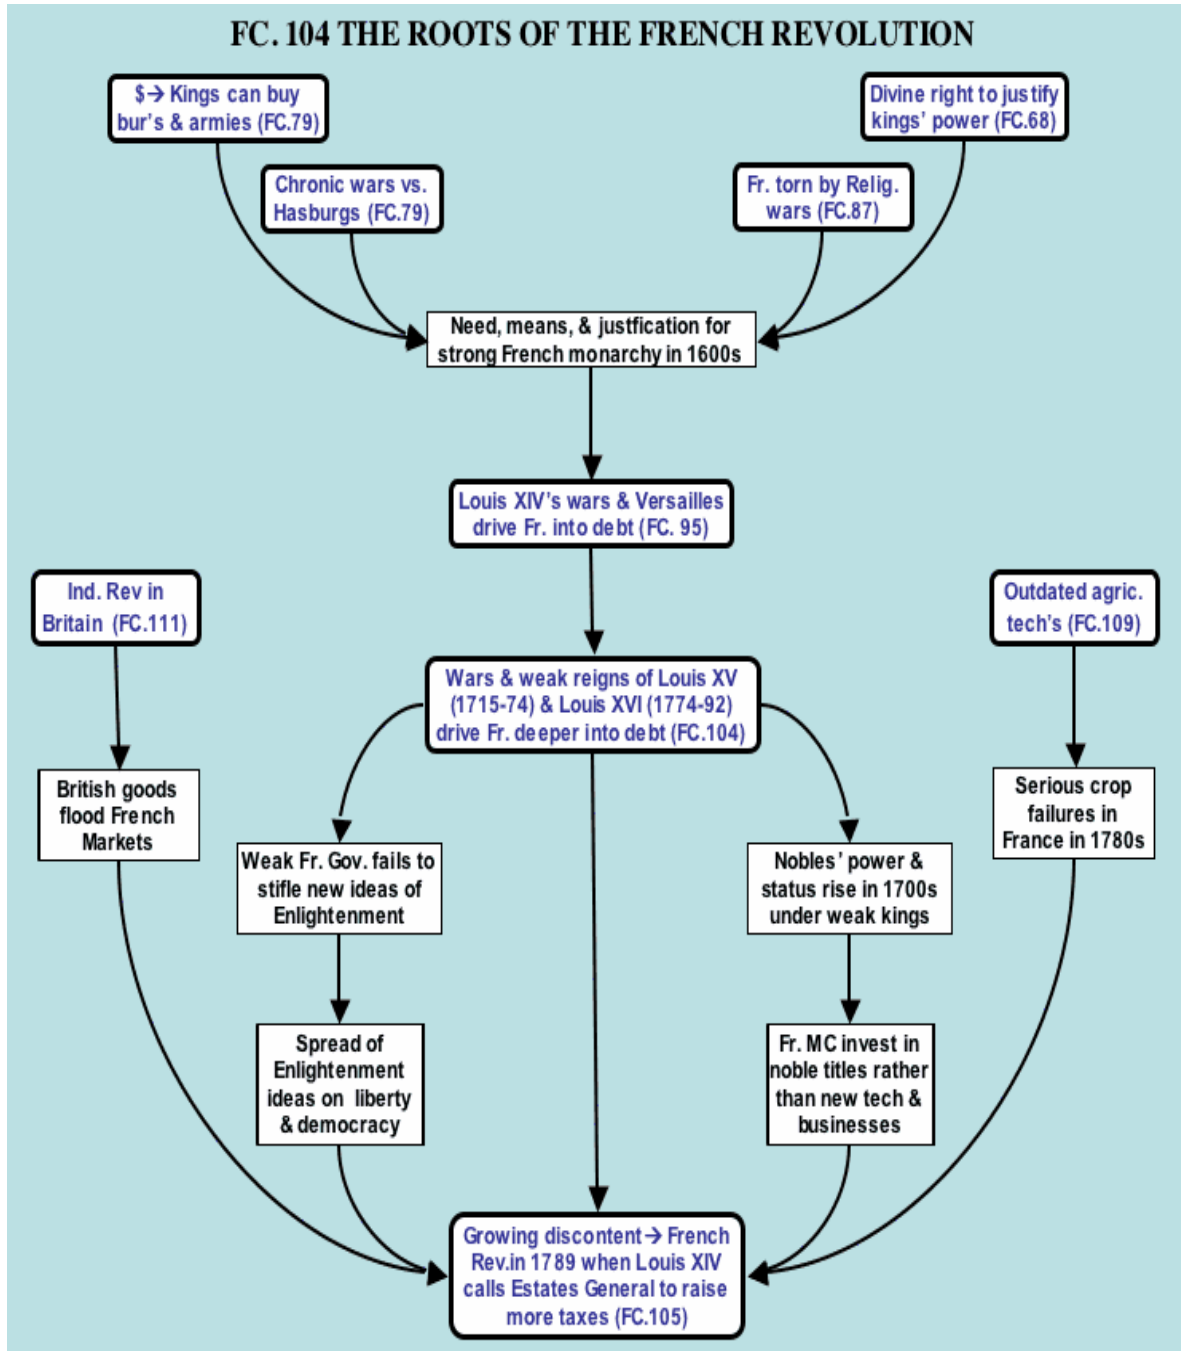 FC. 104 THE ROOTS OF THE FRENCH REVOLUTION
$→ Kings can buy
bur's & armies (FC.79)
Divine right to justify
kings' power (FC.68)
Chronic wars vs.
Hasburgs (FC.79)
Fr. torn by Relig.
wars (FC.87)
Need, means, & justfication for
strong French monarchy in 1600s
Louis XIV's wars & Versailles
drive Fr. into debt (FC. 95)
Ind. Rev in
Britain (FC.111)
Outdated agric.
tech's (FC.109)
Wars & weak reigns of Louis XV
(1715-74) & Louis XVI (1774-92)
drive Fr. deeper into debt (FC.104)
British goods
flood French
Markets
Serious crop
failures in
France in 1780s
Weak Fr. Gov. fails to
stifle new ideas of
Enlightenment
Nobles' power &
status rise in 1700s
under weak kings
Spread of
Enlightenment
ideas on liberty
& democracy
Fr. MC invest in
noble titles rather
than new tech &
businesses
Growing discontent→ French
Rev.in 1789 when Louis XIV
calls Estates General to raise
more taxes (FC.105)